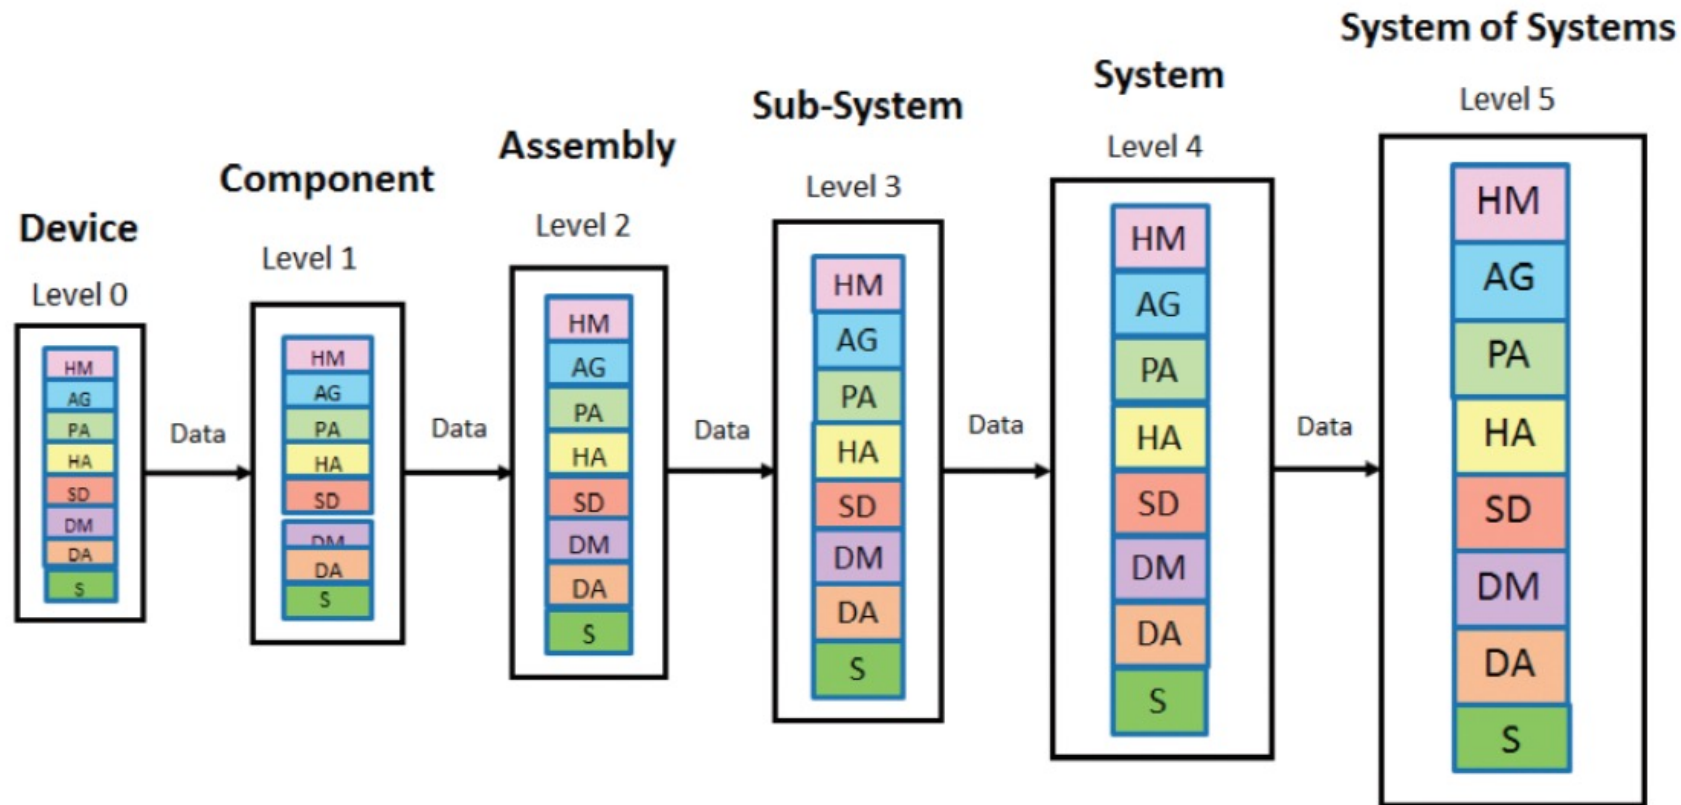 Device
Level 0
HM
AG
PA
HA
SD
DM
DA
S
Data
Component
Level 1
HM
AG
PA
HA
SD
DM
DA
S
Data
Assembly
Level 2
HM
AG
PA
HA
SD
DM
DA
S
Data
Sub-System
Level 3
HM
AG
PA
HA
SD
DM
DA
S
Data
System
Level 4
HM
AG
PA
HA
SD
DM
DA
S
Data
System of Systems
Level 5
HM
AG
PA
HA
SD
DM
DA
S